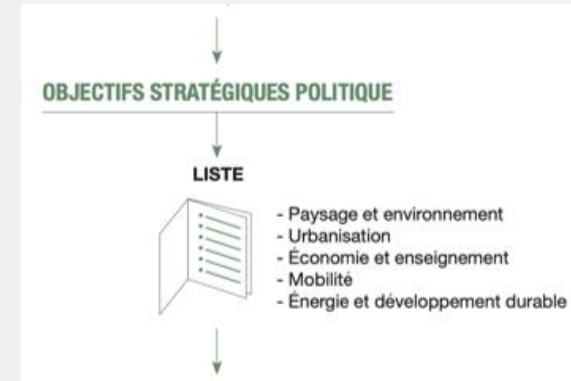 OBJECTIFS STRATÉGIQUES POLITIQUE
LISTE
- Paysage et environnement
- Urbanisation
- Économie et enseignement
- Mobilité
- Énergie et développement durable